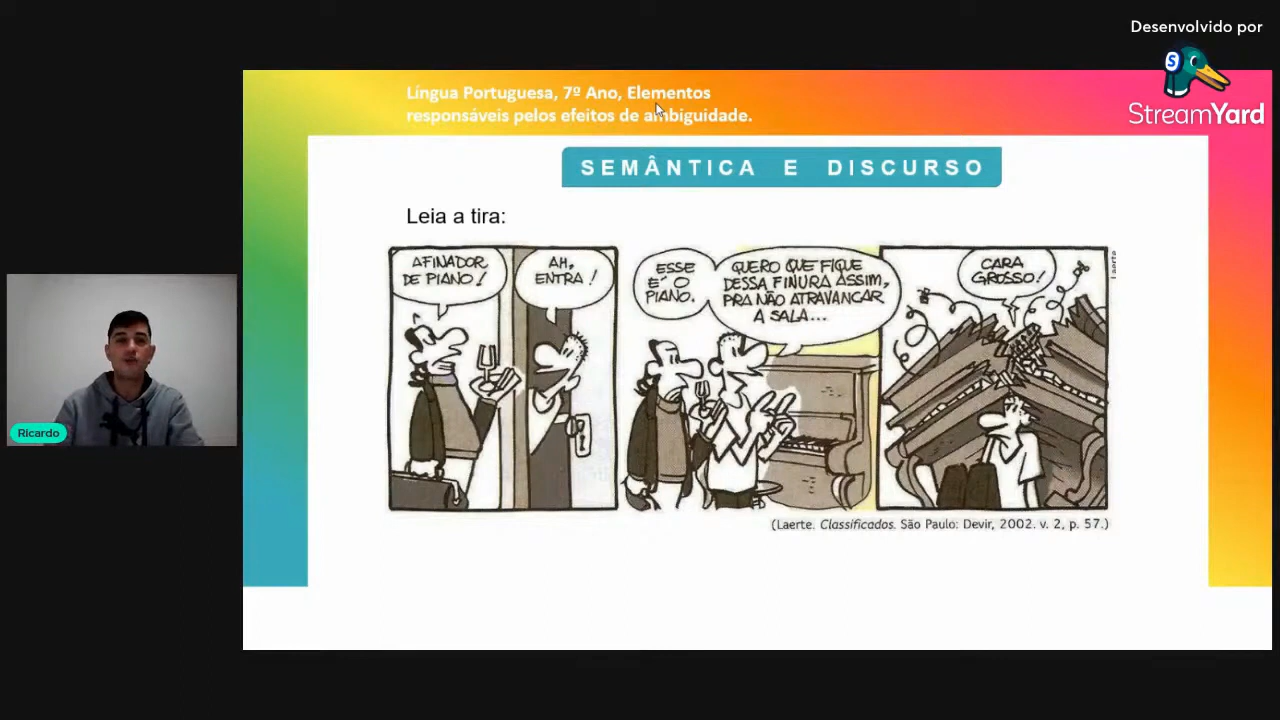 Desenvolvido por
StreamYard
Língua Portuguesa, 7º Ano, Elementos
responsáveis pelos efeitos de ambiguidade.
SEMÂNTICA E DISCURSO
Leia a tira:
AFINADOR
DE PIANO!
AH,
ENTRA!
ESSE
É O
PIANO.
QUERO QUE FIQUE
DESSA FINURA ASSIM,
PRA NÃO ATRAVANCAR
A SALA...
CARA
GROSSO!
Laerte
(Laerte. Classificados. São Paulo: Devir, 2002. v. 2, p. 57.)
Ricardo